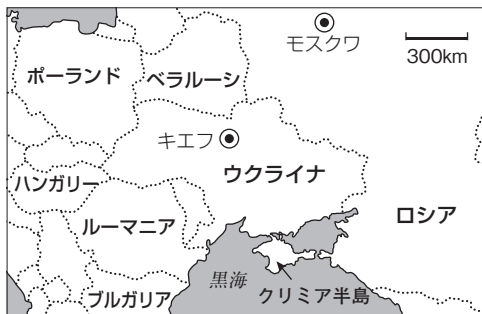 モスクワ
300km
ポーランド
ベラルーシ
キエフ
ハンガリー
ウクライナ
ルーマニア
ロシア
黒海
クリミア半島
ブルガリア